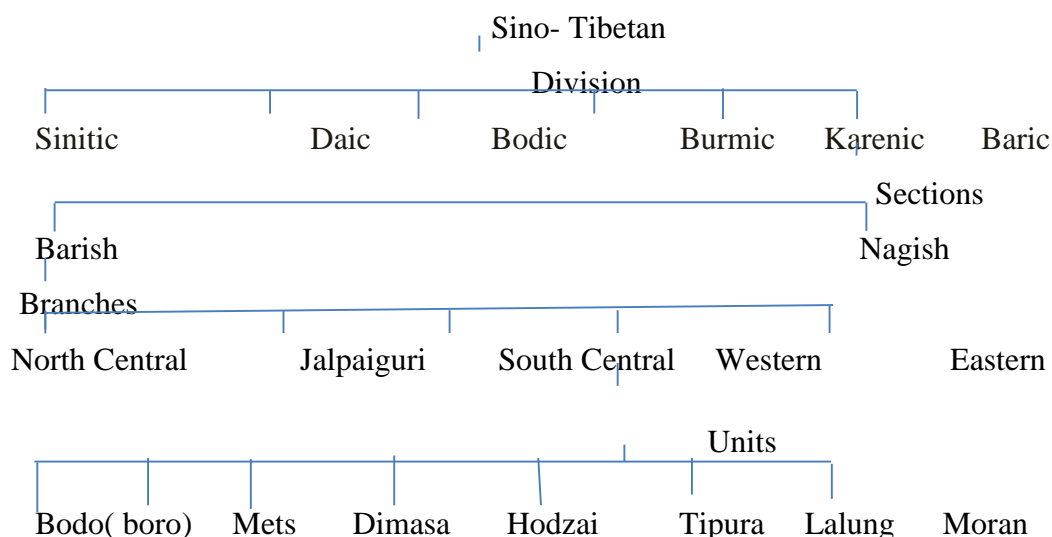 Sino- Tibetan
Division
Sinitic Daic Bodic Burmic Karenic Baric
Sections
Barish Nagish
Branches
North Central Jalpaiguri South Central Western Eastern
Units
Bodo( boro) Mets Dimasa Hodzai Tipura Lalung Moran